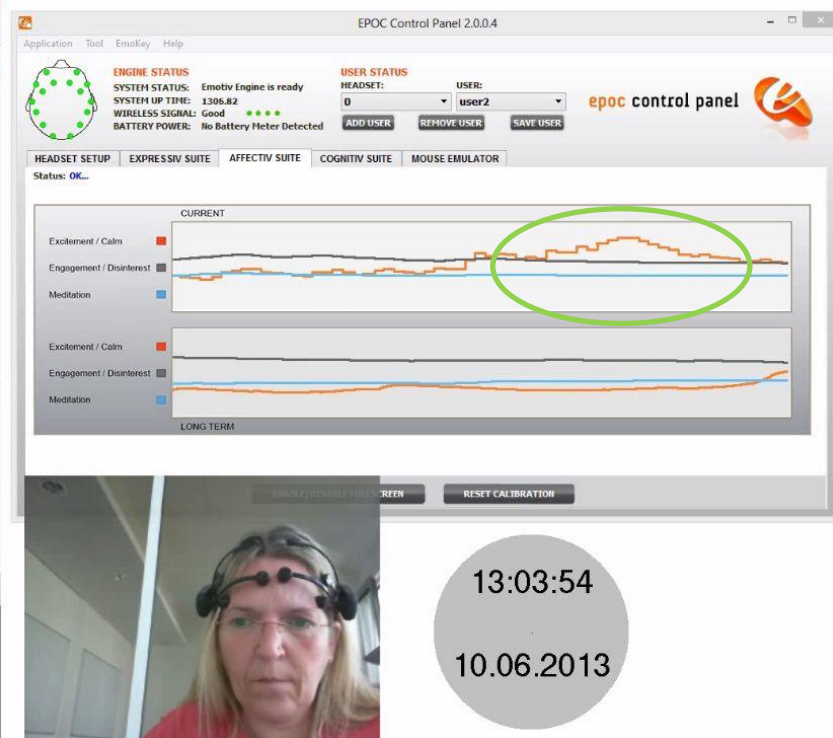 EPOC Control Panel 2.0.0.4
Application Tool EmoKey Help
ENGINE STATUS
SYSTEM STATUS: Emotiv Engine is ready
SYSTEM UP TIME: 1306.82
WIRELESS SIGNAL: Good
BATTERY POWER: No Battery Meter Detected
USER STATUS
HEADSET: USER:
0 user2
ADD USER REMOVE USER SAVE USER
epoc control panel
HEADSET SETUP EXPRESSIV SUITE AFFECTIV SUITE COGNITIV SUITE MOUSE EMULATOR
Status: OK...
CURRENT
Excitement / Calm
Engagement / Disinterest
Meditation
Excitement / Calm
Engagement / Disinterest
Meditation
LONG TERM
ENABLE/DISABLE FULLSCREEN RESET CALIBRATION
13:03:54
10.06.2013